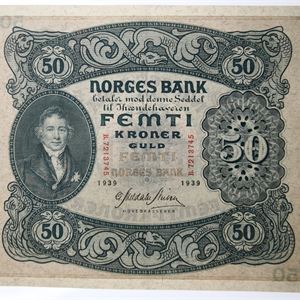 50 50
NORGES BANK
betaler mod denne Seddel
til Ihændehaveren
FEMTI
KRONER
GULD
B.7213745
B.7213745
50
FEMTI
NORGES BANK
1939 1939
HOVEDKASSERER
50 50